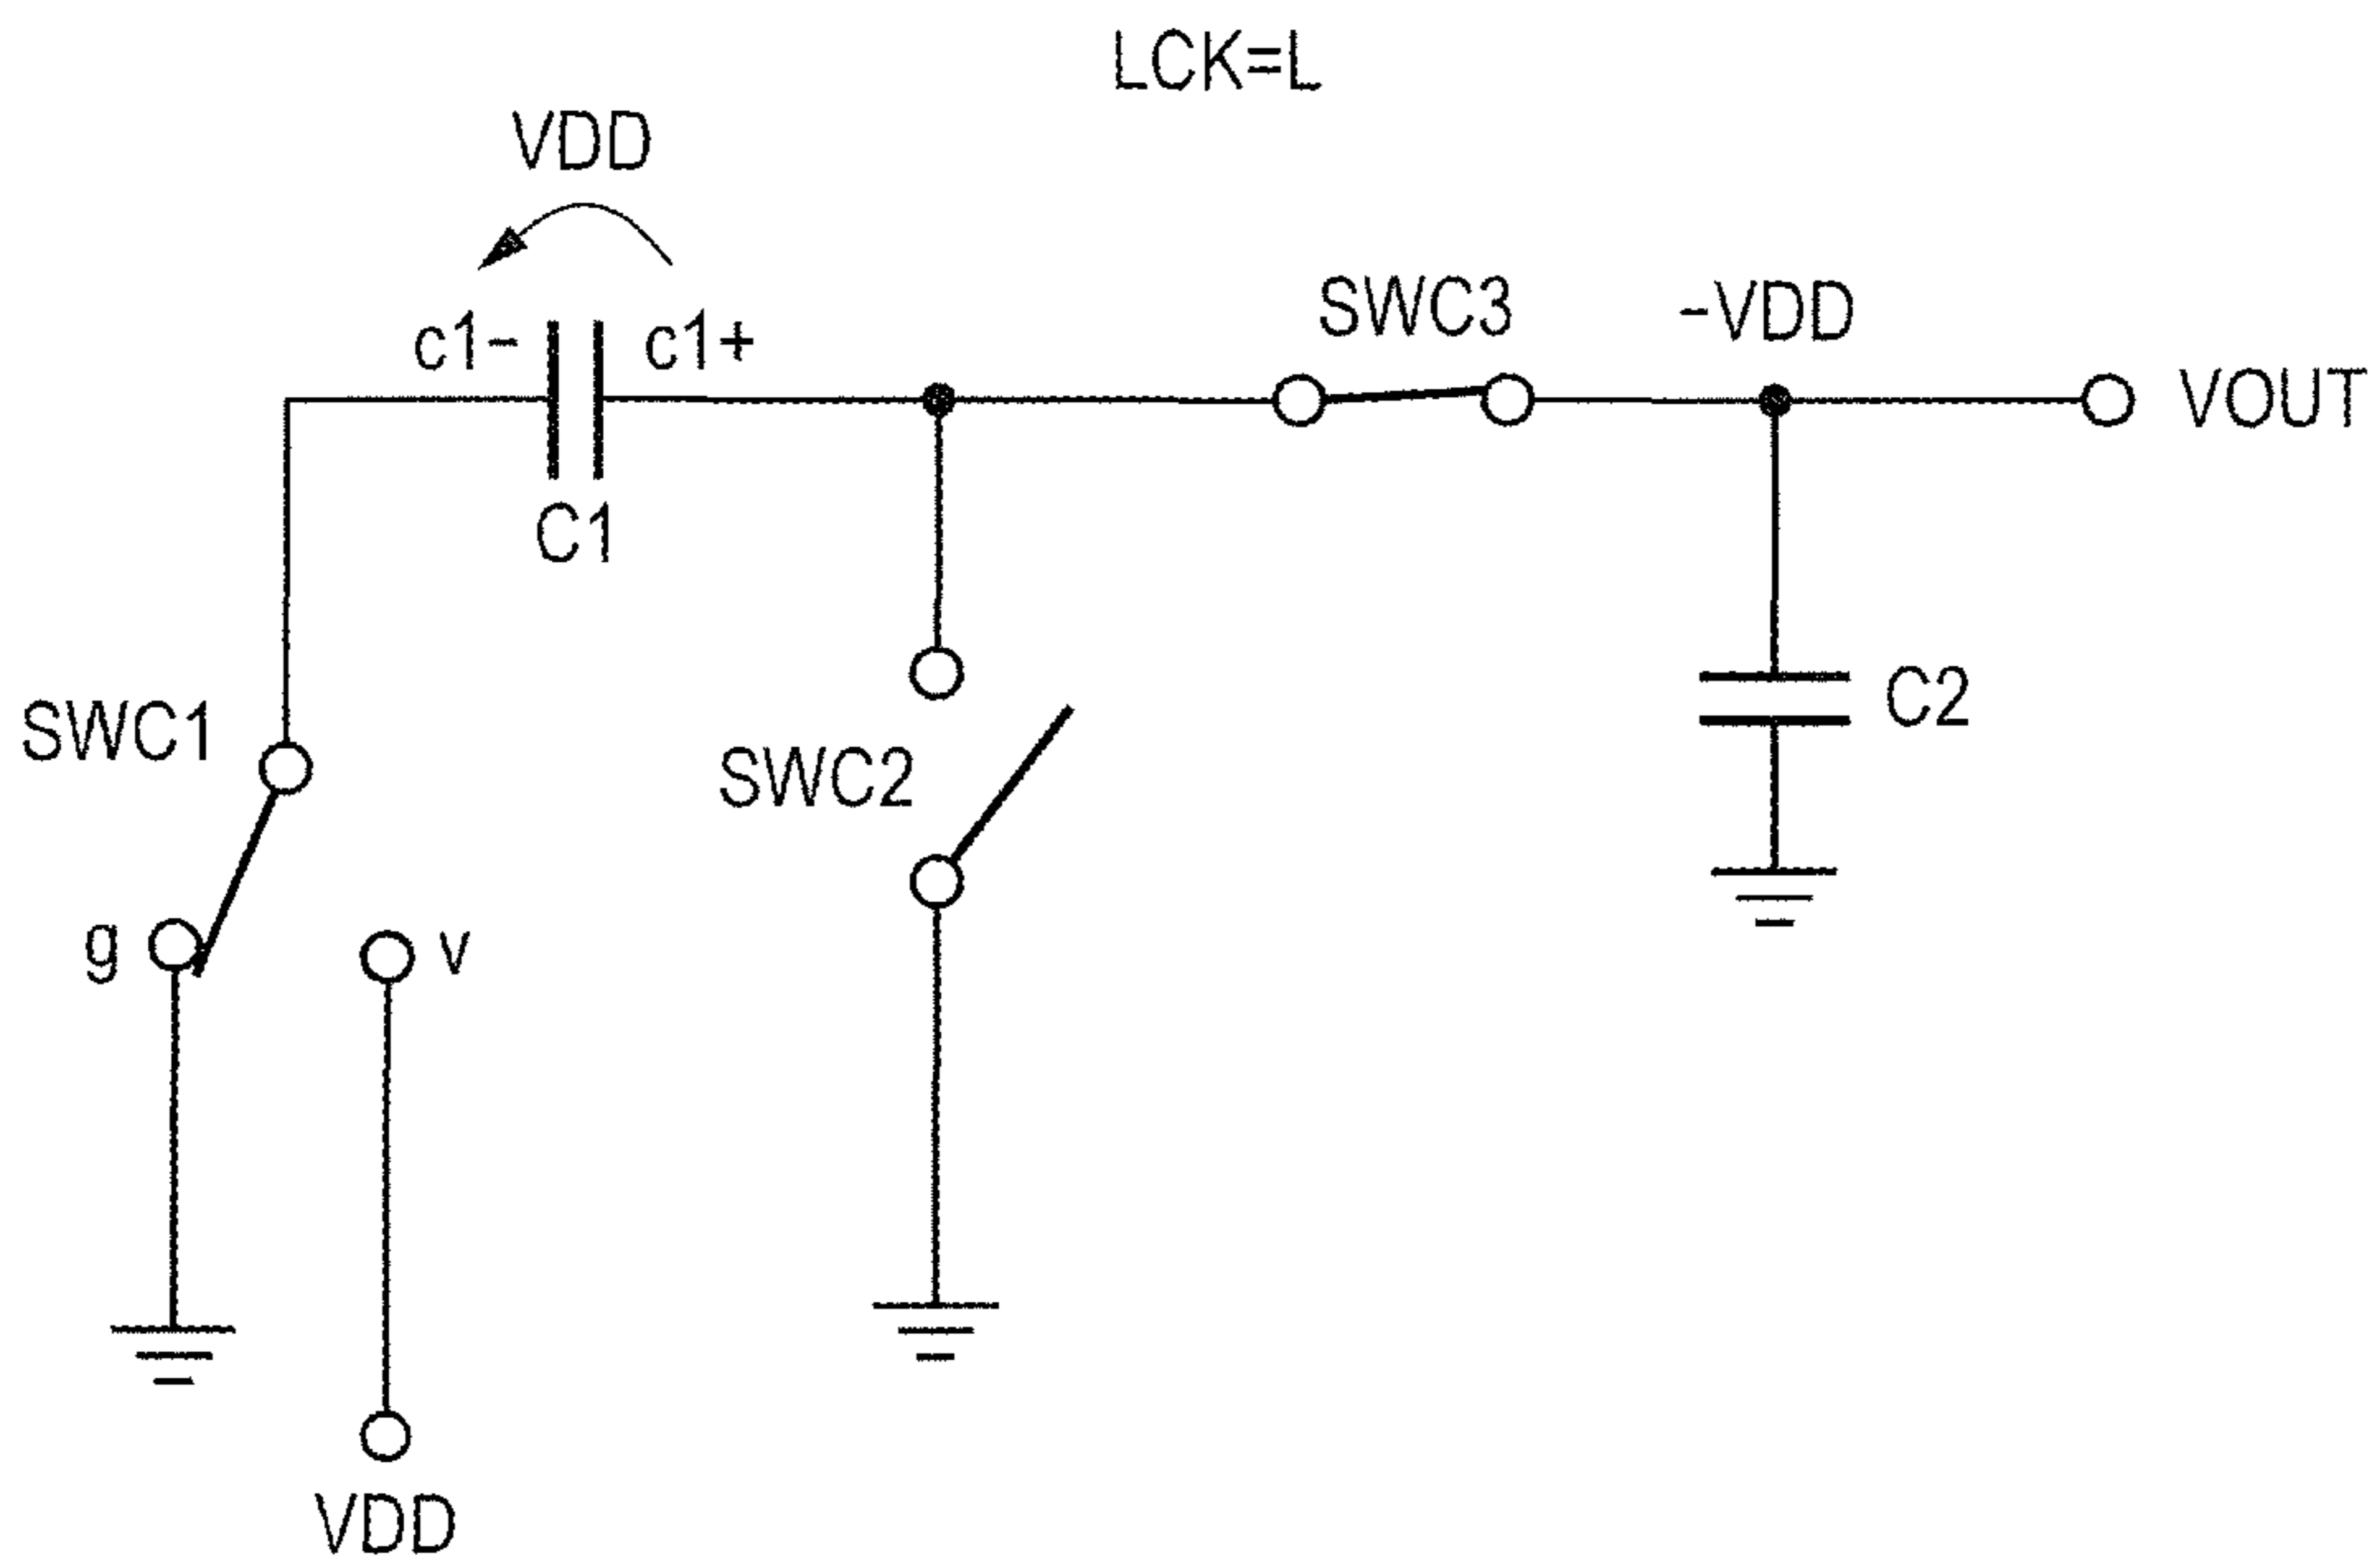 LCK=L
VDD
SWC3
-VDD
c1-
c1+
VOUT
C1
C2
SWC1
SWC2
g
v
VDD